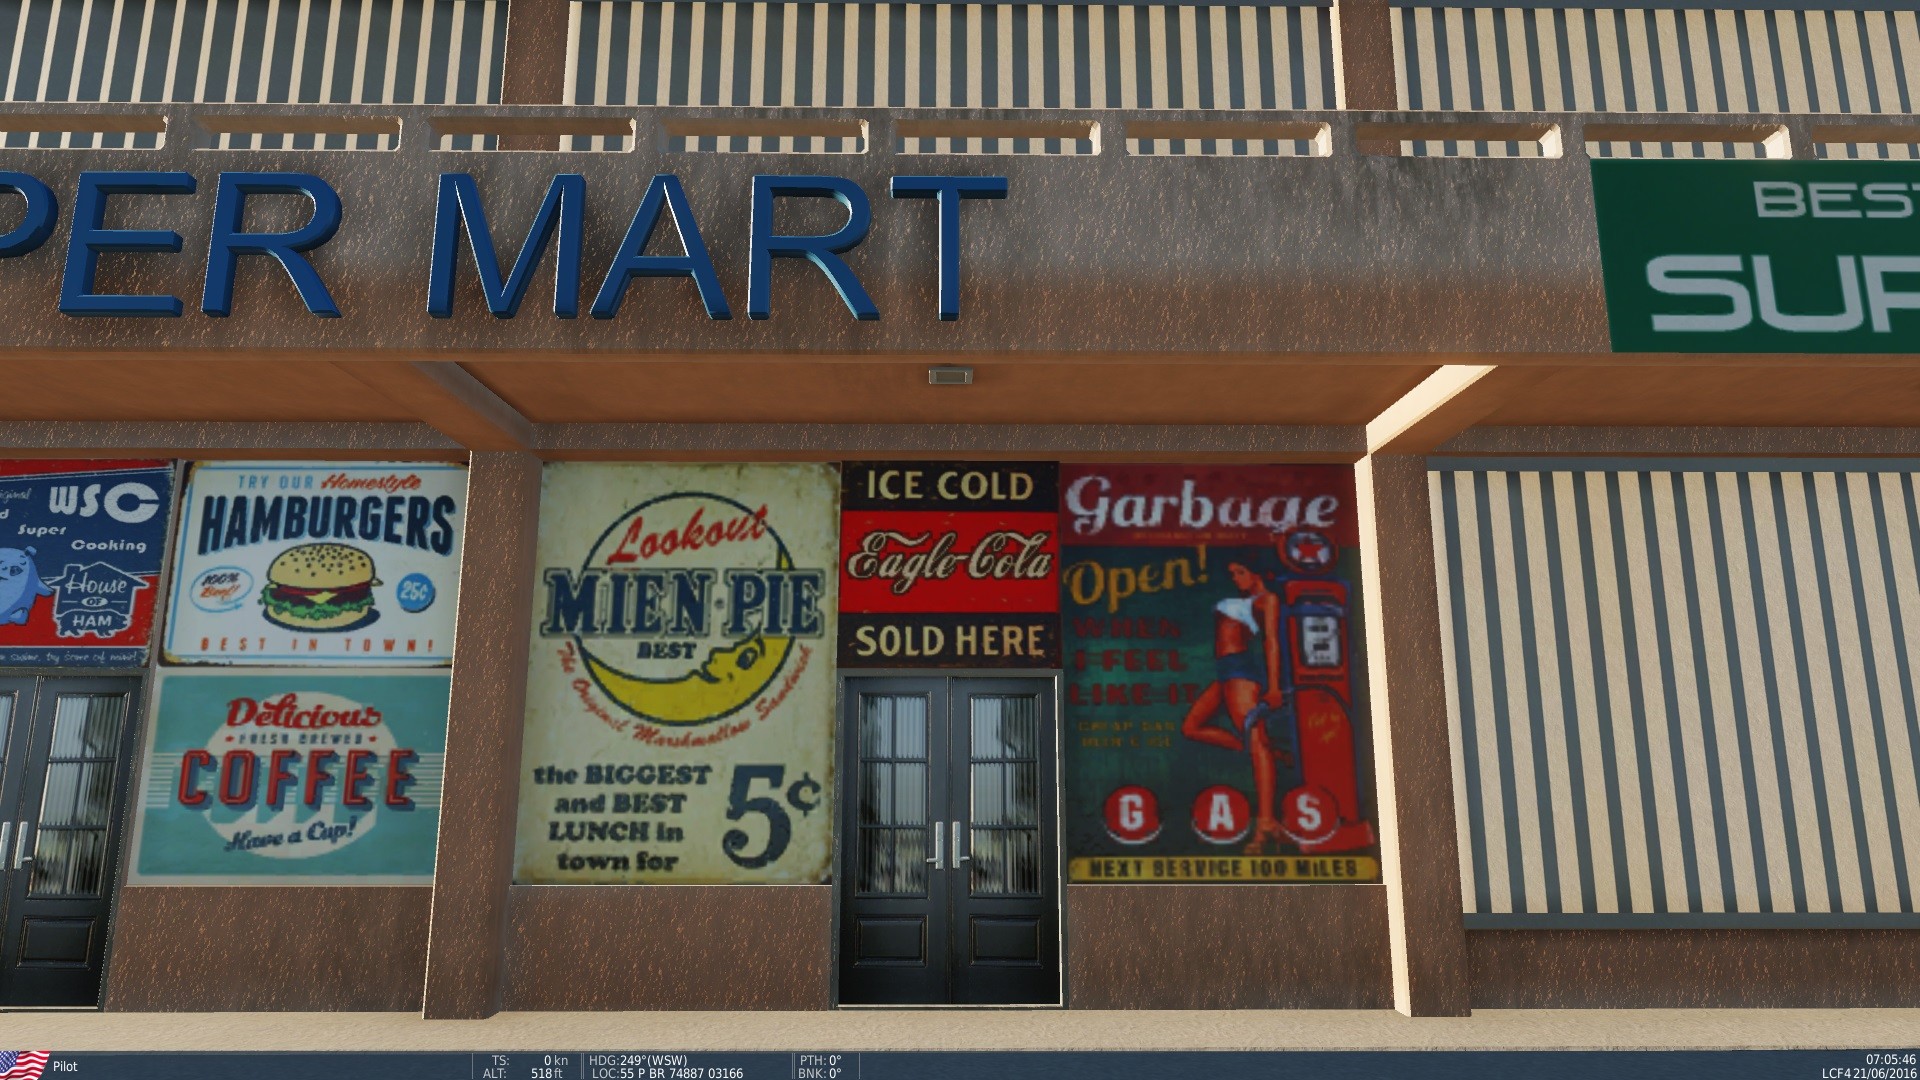 PER MART
BEST
SUP
WSC
Super
Cooking
House
OF
HAM
TRY OUR Homestyle
HAMBURGERS
100%
Beef!
25¢
BEST IN TOWN!
Delicious
FRESH BREWED
COFFEE
Have a Cup!
Lookout
MIEN·PIE
BEST
The Original Marshmallow Sandwich
the BIGGEST
and BEST
LUNCH in
town for
5¢
ICE COLD
Eagle-Cola
SOLD HERE
Garbage
Open!
WHEN
I FEEL
LIKE IT
CHEAP GAS
G A S
NEXT SERVICE 100 MILES
Pilot
TS: 0 kn
ALT: 518 ft
HDG:249°(WSW)
LOC:55 P BR 74887 03166
PTH: 0°
BNK: 0°
07:05:46
LCF4 21/06/2016